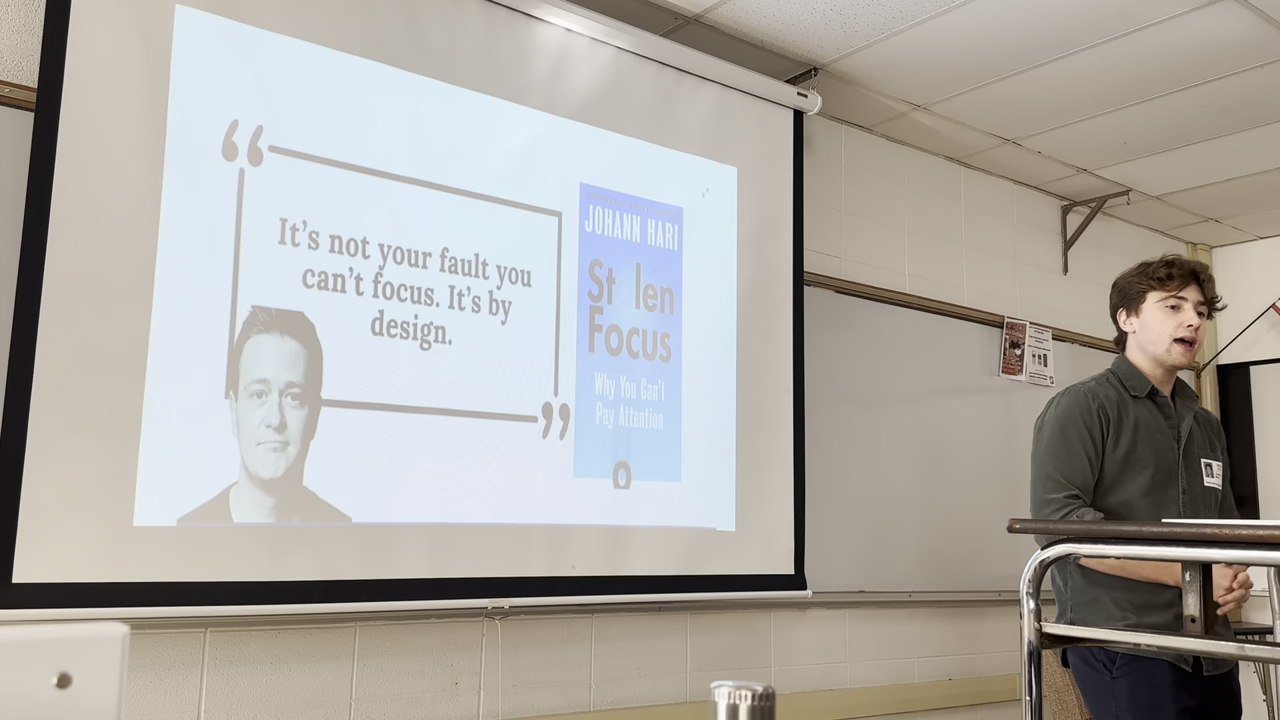 “
It’s not your fault you
can’t focus. It’s by
design.
”
JOHANN HARI
St len
Focus
Why You Can't
Pay Attention
o